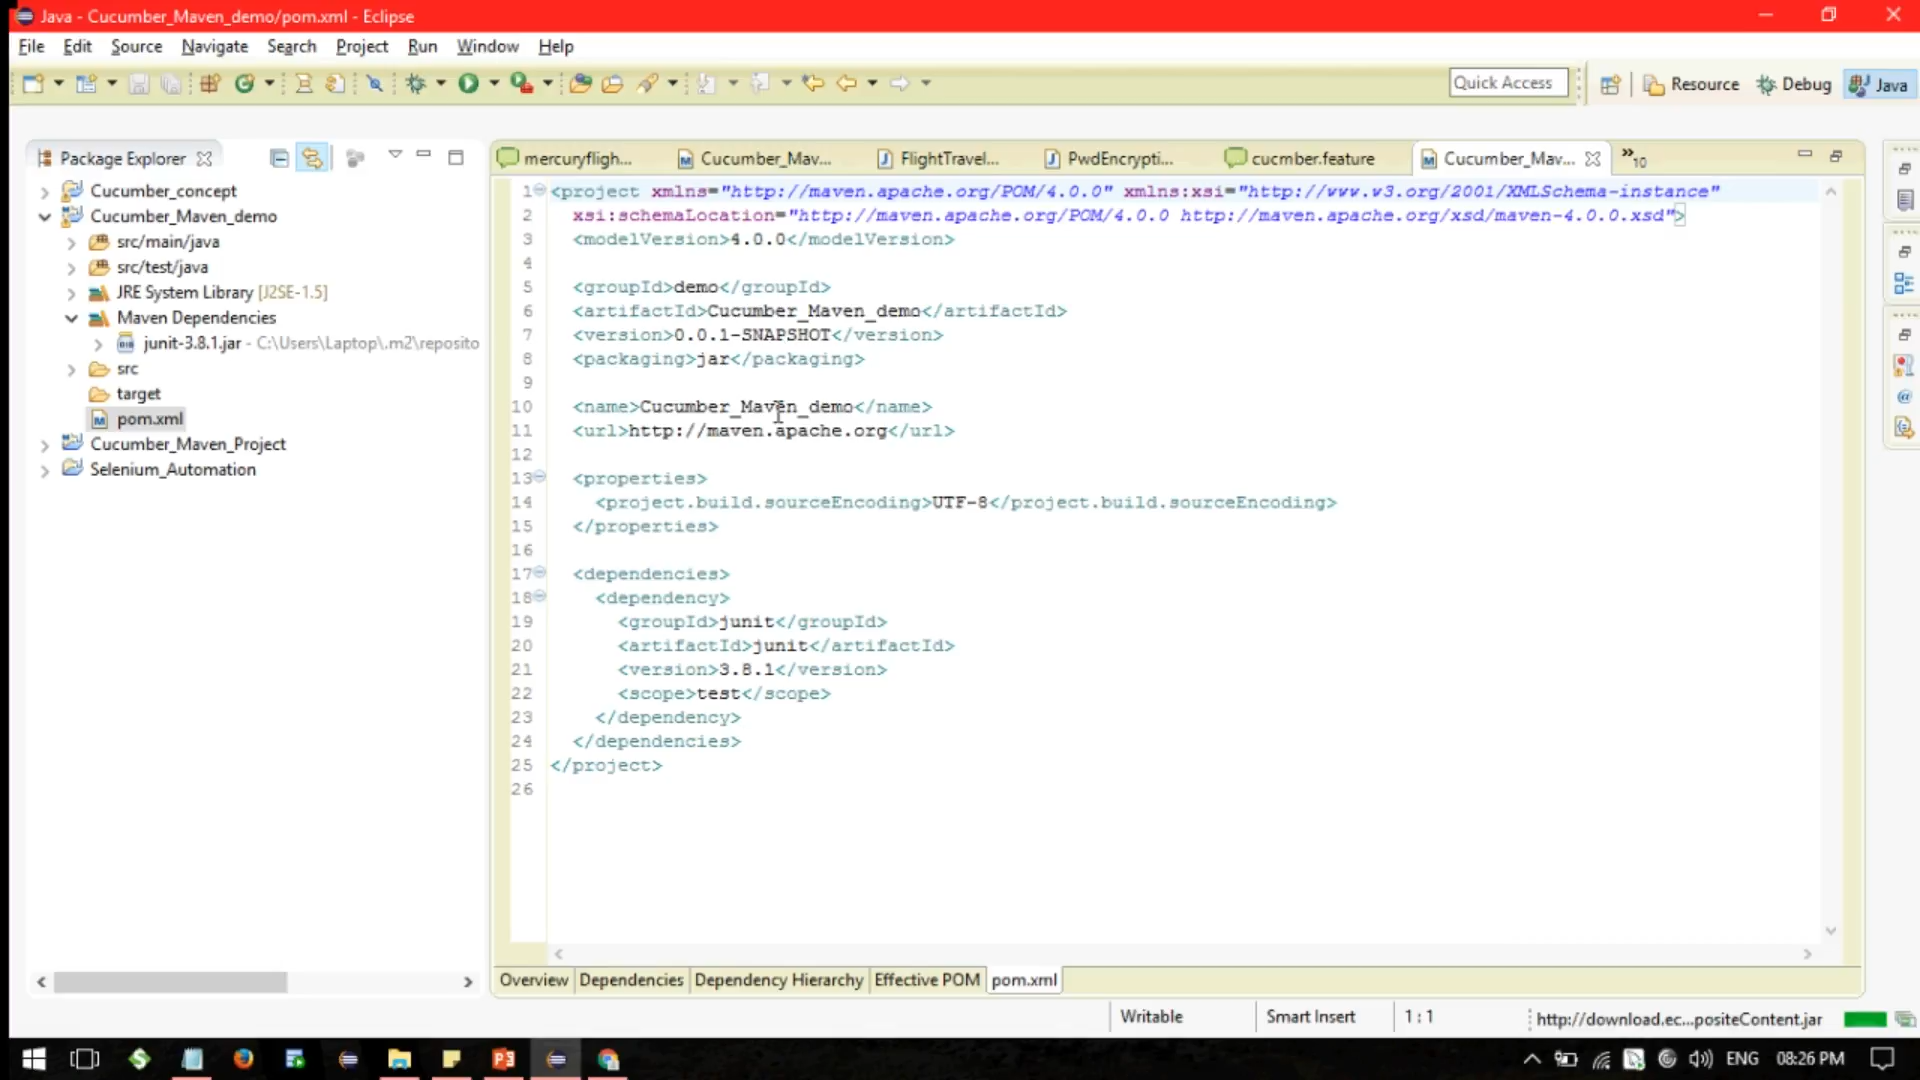 Java - Cucumber_Maven_demo/pom.xml - Eclipse
File Edit Source Navigate Search Project Run Window Help
Quick Access
Resource
Debug
Java
Package Explorer
Cucumber_concept
Cucumber_Maven_demo
src/main/java
src/test/java
JRE System Library [J2SE-1.5]
Maven Dependencies
junit-3.8.1.jar - C:\Users\Laptop\.m2\reposito
src
target
pom.xml
Cucumber_Maven_Project
Selenium_Automation
mercuryfligh... Cucumber_Mav... FlightTravel... PwdEncrypti... cucmber.feature Cucumber_Mav... »10
1 <project xmlns="http://maven.apache.org/POM/4.0.0" xmlns:xsi="http://www.w3.org/2001/XMLSchema-instance"
2 xsi:schemaLocation="http://maven.apache.org/POM/4.0.0 http://maven.apache.org/xsd/maven-4.0.0.xsd">
3 <modelVersion>4.0.0</modelVersion>
4
5 <groupId>demo</groupId>
6 <artifactId>Cucumber_Maven_demo</artifactId>
7 <version>0.0.1-SNAPSHOT</version>
8 <packaging>jar</packaging>
9
10 <name>Cucumber_Maven_demo</name>
11 <url>http://maven.apache.org</url>
12
13 <properties>
14 <project.build.sourceEncoding>UTF-8</project.build.sourceEncoding>
15 </properties>
16
17 <dependencies>
18 <dependency>
19 <groupId>junit</groupId>
20 <artifactId>junit</artifactId>
21 <version>3.8.1</version>
22 <scope>test</scope>
23 </dependency>
24 </dependencies>
25 </project>
26
Overview Dependencies Dependency Hierarchy Effective POM pom.xml
Writable Smart Insert 1 : 1 http://download.ec...positeContent.jar
ENG 08:26 PM